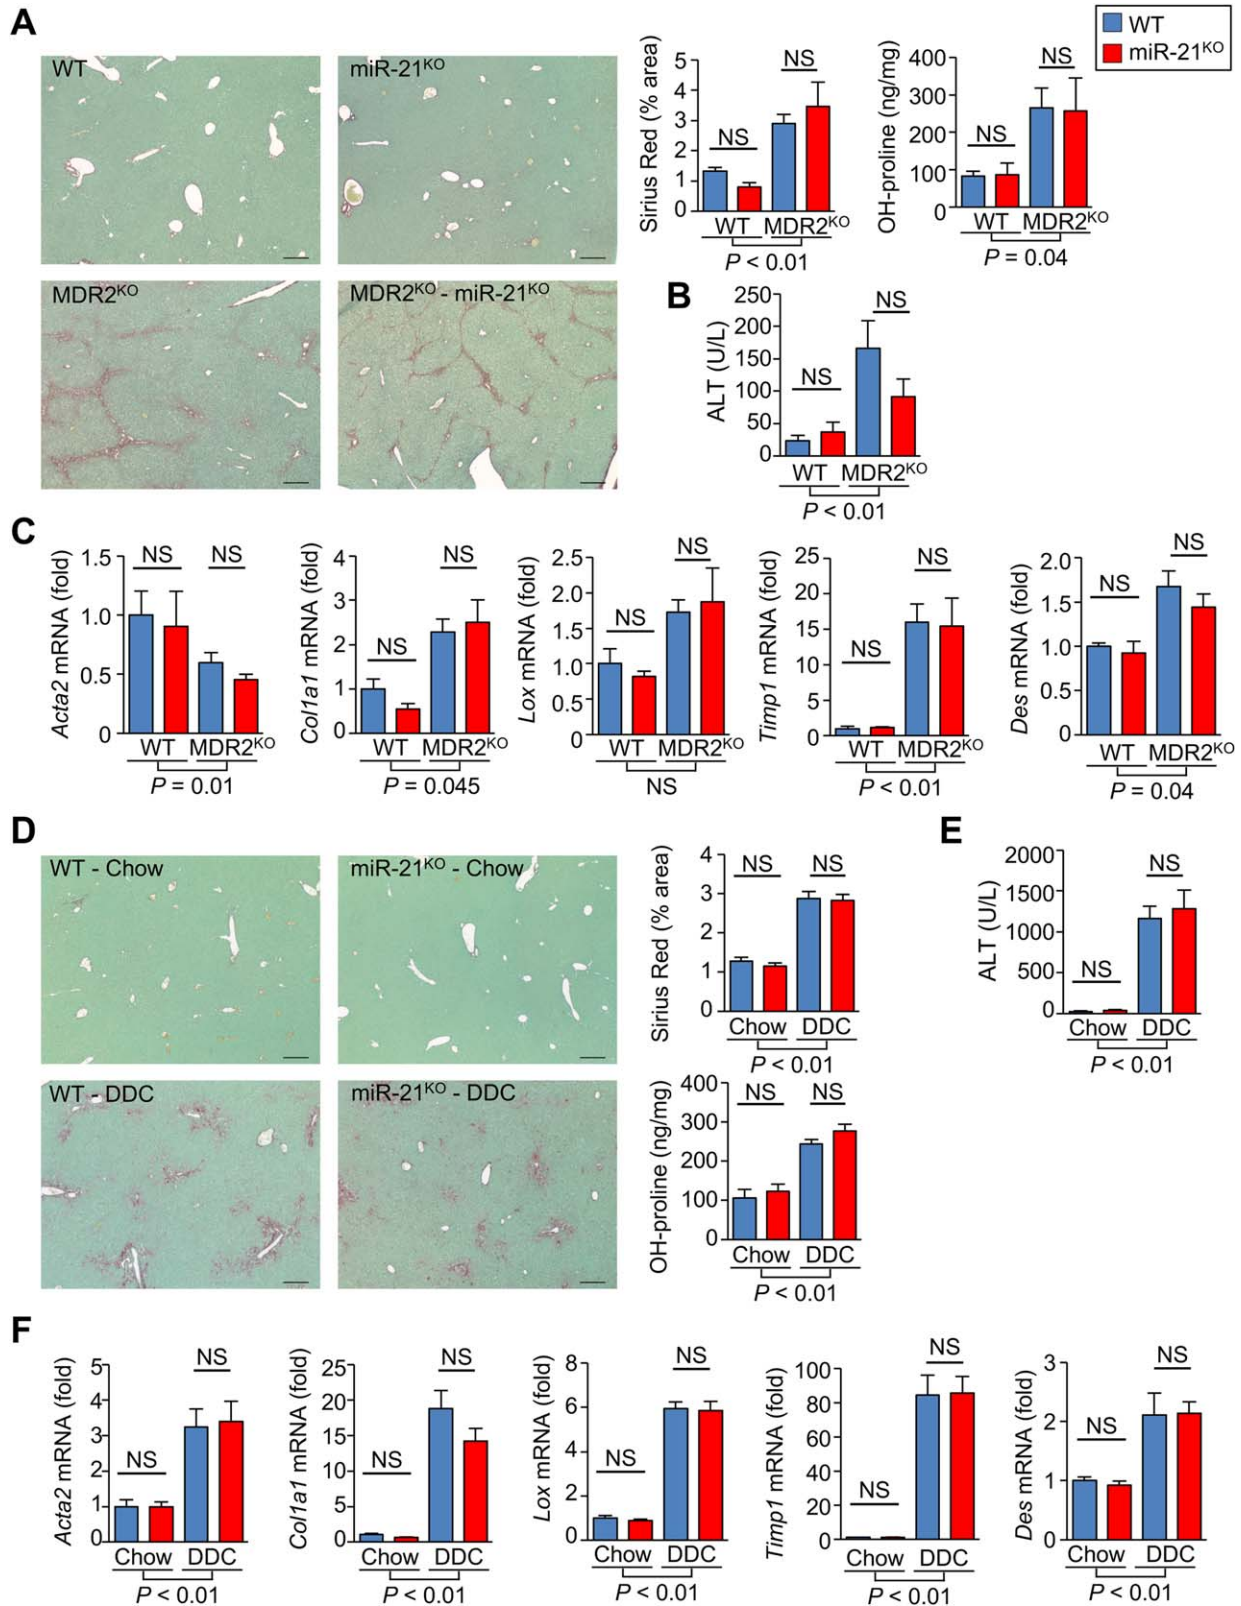 A
WT
miR-21KO
MDR2KO
MDR2KO - miR-21KO
Sirius Red (% area)
5
4
3
2
1
0
NS
NS
WT MDR2KO
P < 0.01
OH-proline (ng/mg)
400
300
200
100
0
NS
NS
WT MDR2KO
P = 0.04
WT
miR-21KO
B
ALT (U/L)
250
200
150
100
50
0
NS
NS
WT MDR2KO
P < 0.01
C
Acta2 mRNA (fold)
1.5
1.0
0.5
0
NS NS
WT MDR2KO
P = 0.01
Col1a1 mRNA (fold)
4
3
2
1
0
NS
NS
WT MDR2KO
P = 0.045
Lox mRNA (fold)
2.5
2.0
1.5
1.0
0.5
0
NS
NS
WT MDR2KO
NS
Timp1 mRNA (fold)
25
20
15
10
5
0
NS
NS
WT MDR2KO
P < 0.01
Des mRNA (fold)
2.0
1.5
1.0
0.5
0
NS
NS
WT MDR2KO
P = 0.04
D
WT - Chow
miR-21KO - Chow
WT - DDC
miR-21KO - DDC
Sirius Red (% area)
4
3
2
1
0
NS NS
Chow DDC
P < 0.01
OH-proline (ng/mg)
400
300
200
100
0
NS NS
Chow DDC
P < 0.01
E
ALT (U/L)
2000
1500
1000
500
0
NS
NS
Chow DDC
P < 0.01
F
Acta2 mRNA (fold)
5
4
3
2
1
0
NS
NS
Chow DDC
P < 0.01
Col1a1 mRNA (fold)
25
20
15
10
5
0
NS
NS
Chow DDC
P < 0.01
Lox mRNA (fold)
8
6
4
2
0
NS
NS
Chow DDC
P < 0.01
Timp1 mRNA (fold)
100
80
60
40
20
0
NS
NS
Chow DDC
P < 0.01
Des mRNA (fold)
3
2
1
0
NS
NS
Chow DDC
P < 0.01